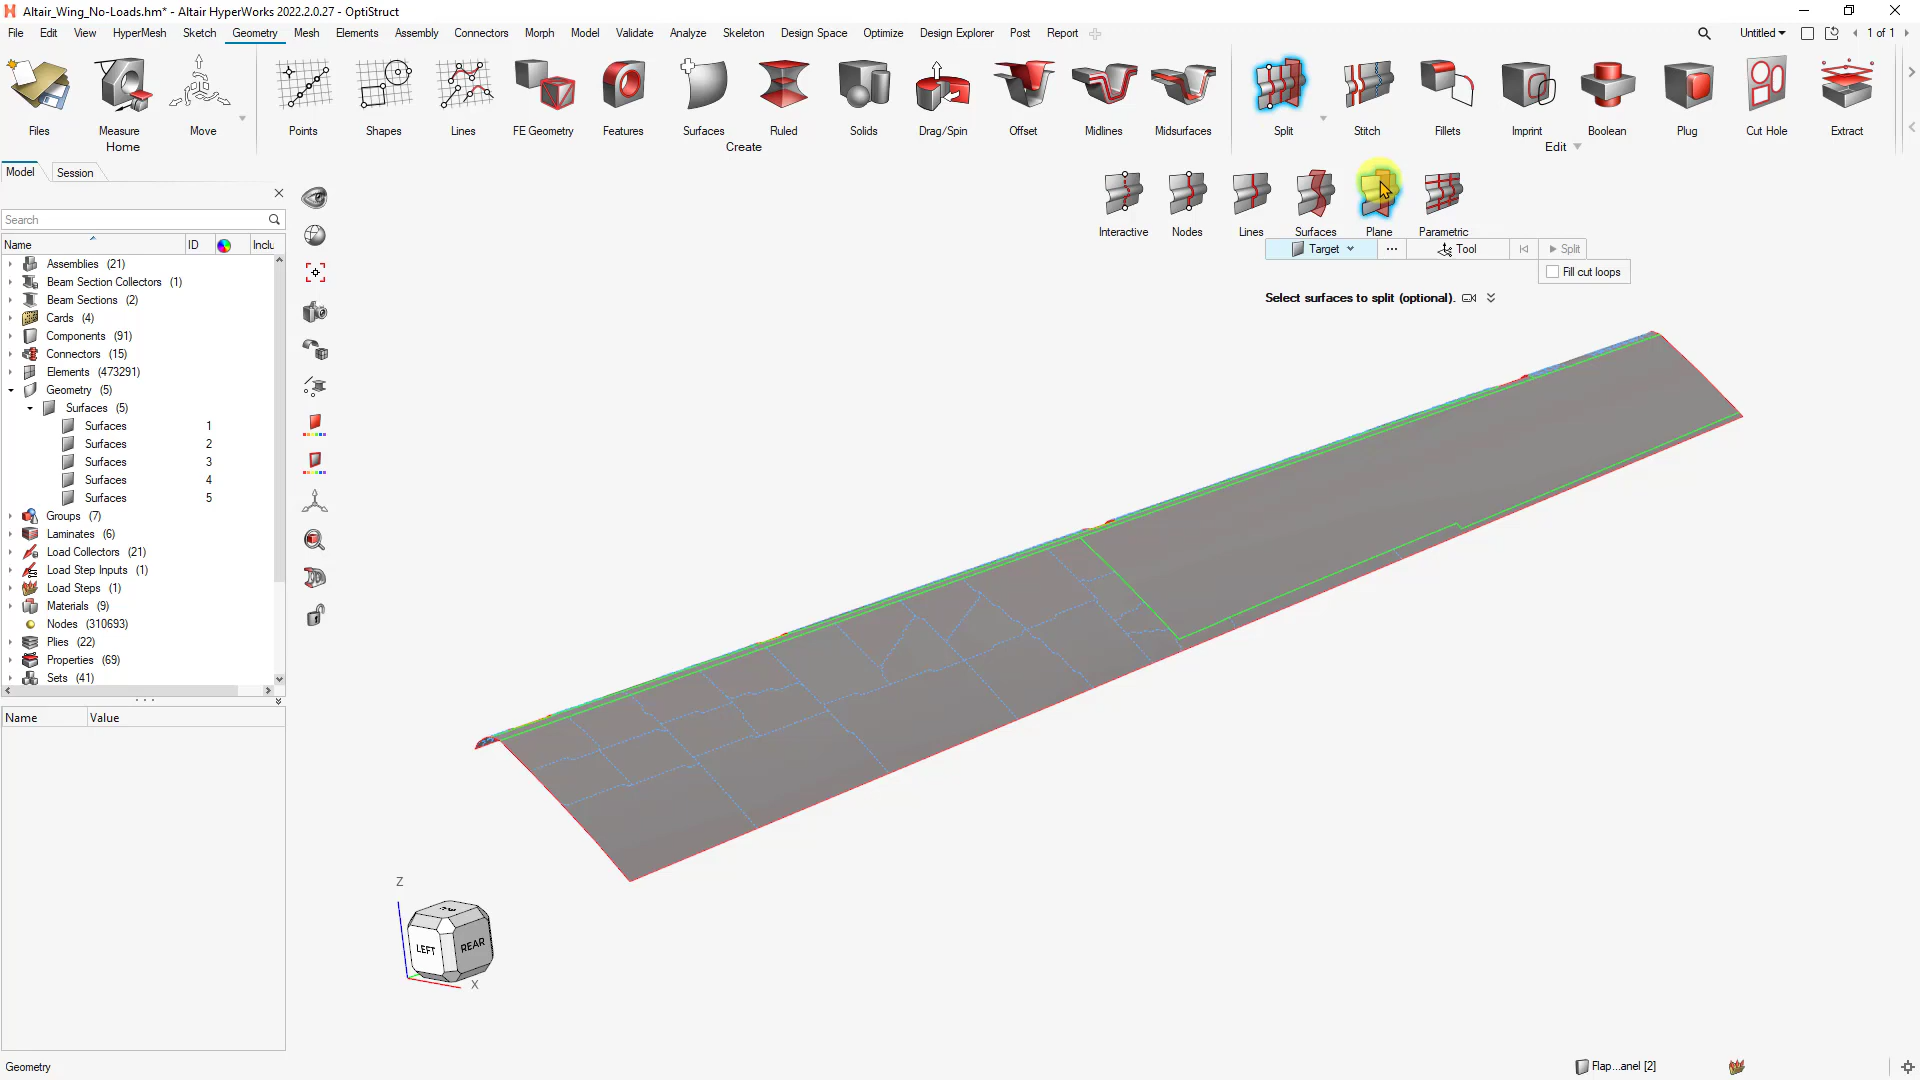 Altair_Wing_No-Loads.hm* - Altair HyperWorks 2022.2.0.27 - OptiStruct
File Edit View HyperMesh Sketch Geometry Mesh Elements Assembly Connectors Morph Model Validate Analyze Skeleton Design Space Optimize Design Explorer Post Report Untitled 1 of 1
Files Measure Move Points Shapes Lines FE Geometry Features Surfaces Ruled Solids Drag/Spin Offset Midlines Midsurfaces Split Stitch Fillets Imprint Boolean Plug Cut Hole Extract
Home Create Edit
Model Session
Interactive Nodes Lines Surfaces Plane Parametric
Search
Target ... Tool Split
Fill cut loops
Select surfaces to split (optional).
Name ID Inclu
Assemblies (21)
Beam Section Collectors (1)
Beam Sections (2)
Cards (4)
Components (91)
Connectors (15)
Elements (473291)
Geometry (5)
Surfaces (5)
Surfaces 1
Surfaces 2
Surfaces 3
Surfaces 4
Surfaces 5
Groups (7)
Laminates (6)
Load Collectors (21)
Load Step Inputs (1)
Load Steps (1)
Materials (9)
Nodes (310693)
Plies (22)
Properties (69)
Sets (41)
Name Value
Z
LEFT REAR
X
Geometry
Flap...anel [2]